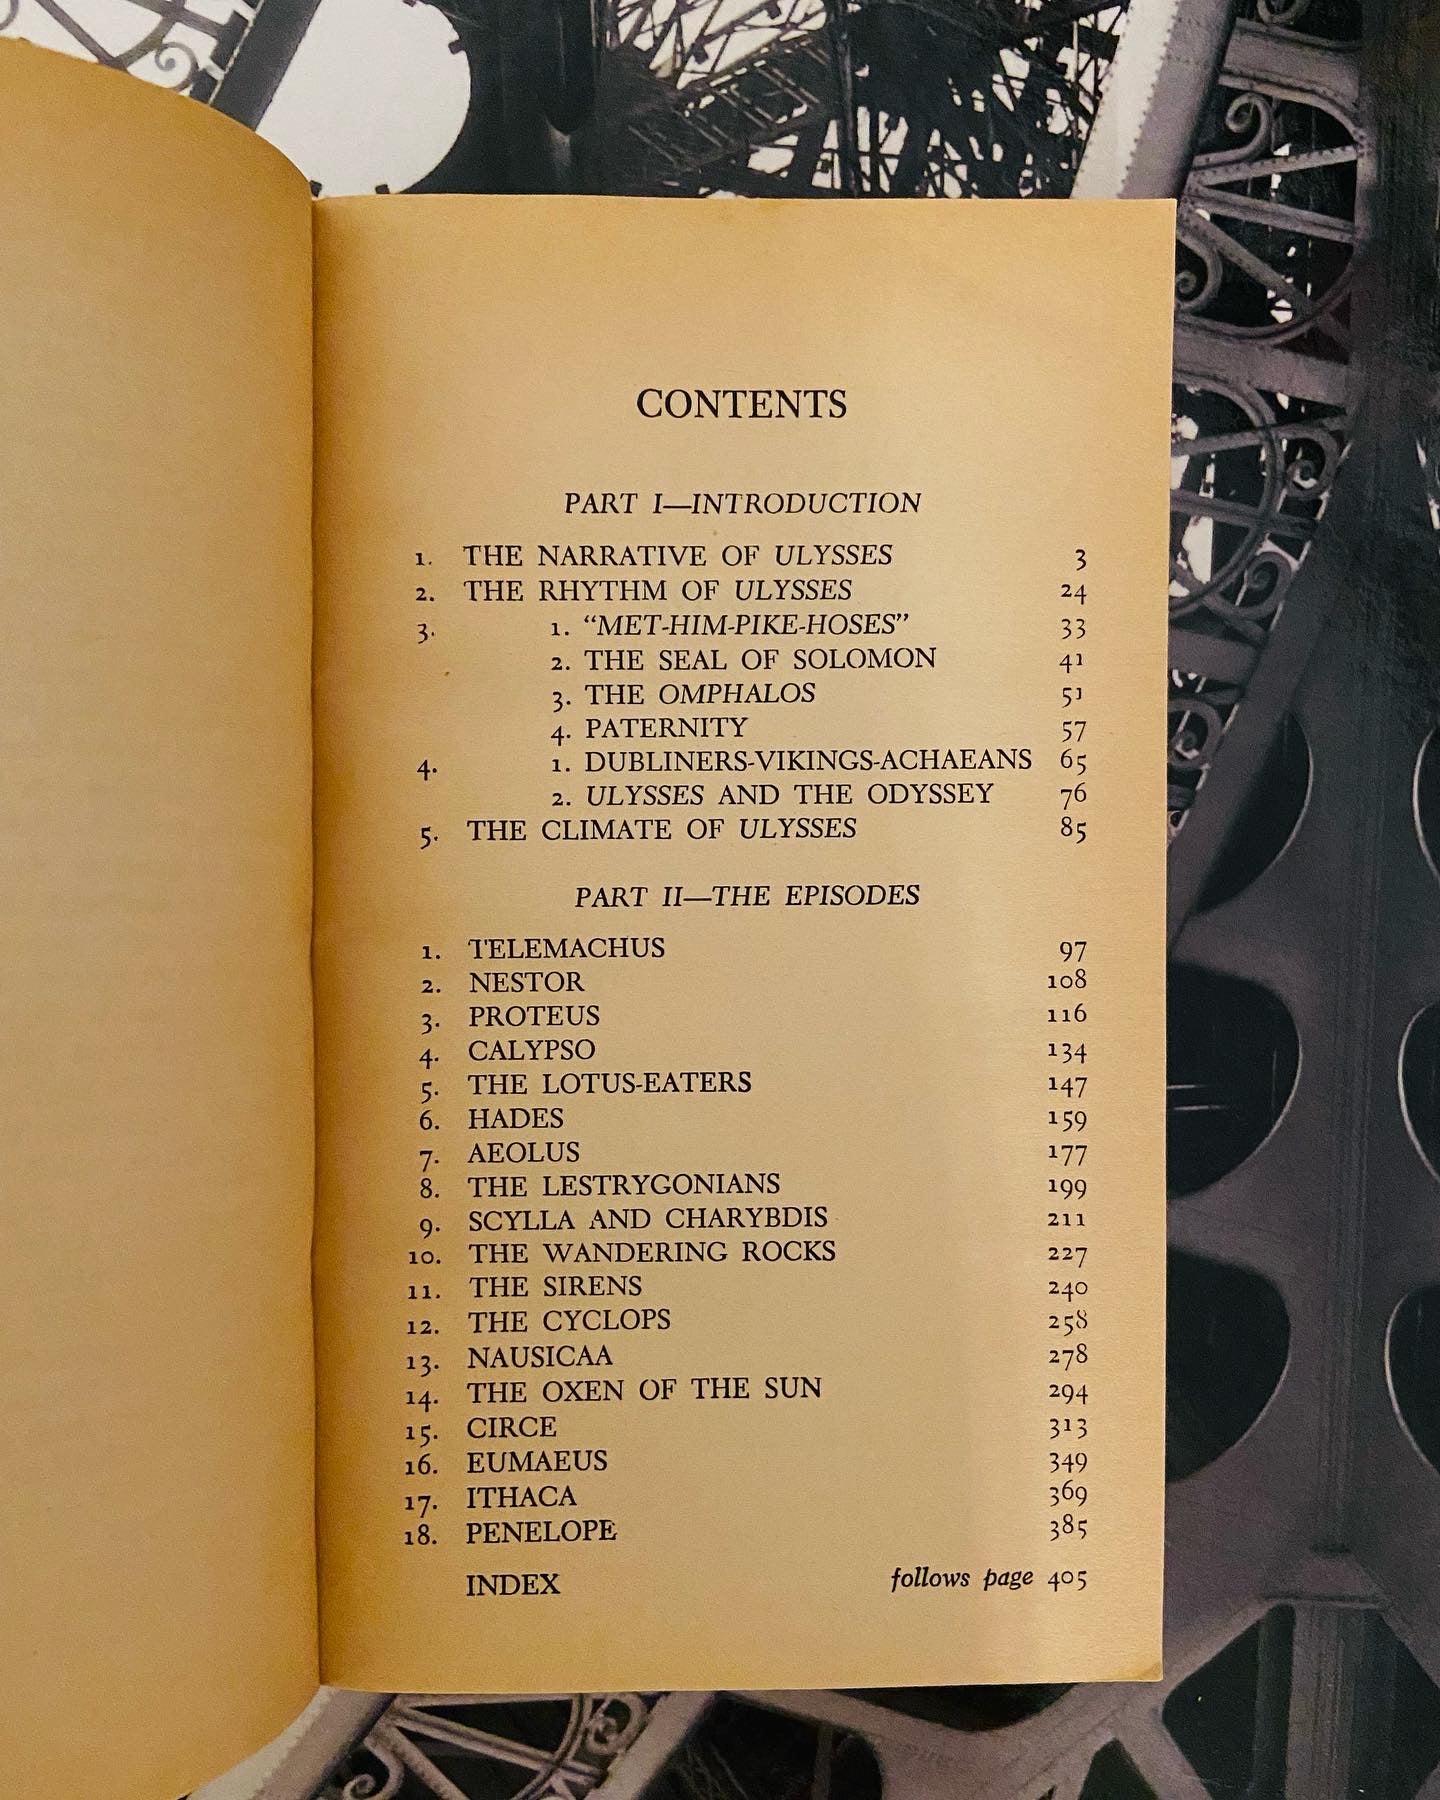 CONTENTS
PART I—INTRODUCTION
1. THE NARRATIVE OF ULYSSES 3
2. THE RHYTHM OF ULYSSES 24
3. 1. “MET-HIM-PIKE-HOSES” 33
2. THE SEAL OF SOLOMON 41
3. THE OMPHALOS 51
4. PATERNITY 57
4. 1. DUBLINERS-VIKINGS-ACHAEANS 65
2. ULYSSES AND THE ODYSSEY 76
5. THE CLIMATE OF ULYSSES 85
PART II—THE EPISODES
1. TELEMACHUS 97
2. NESTOR 108
3. PROTEUS 116
4. CALYPSO 134
5. THE LOTUS-EATERS 147
6. HADES 159
7. AEOLUS 177
8. THE LESTRYGONIANS 199
9. SCYLLA AND CHARYBDIS 211
10. THE WANDERING ROCKS 227
11. THE SIRENS 240
12. THE CYCLOPS 258
13. NAUSICAA 278
14. THE OXEN OF THE SUN 294
15. CIRCE 313
16. EUMAEUS 349
17. ITHACA 369
18. PENELOPE 385
INDEX follows page 405